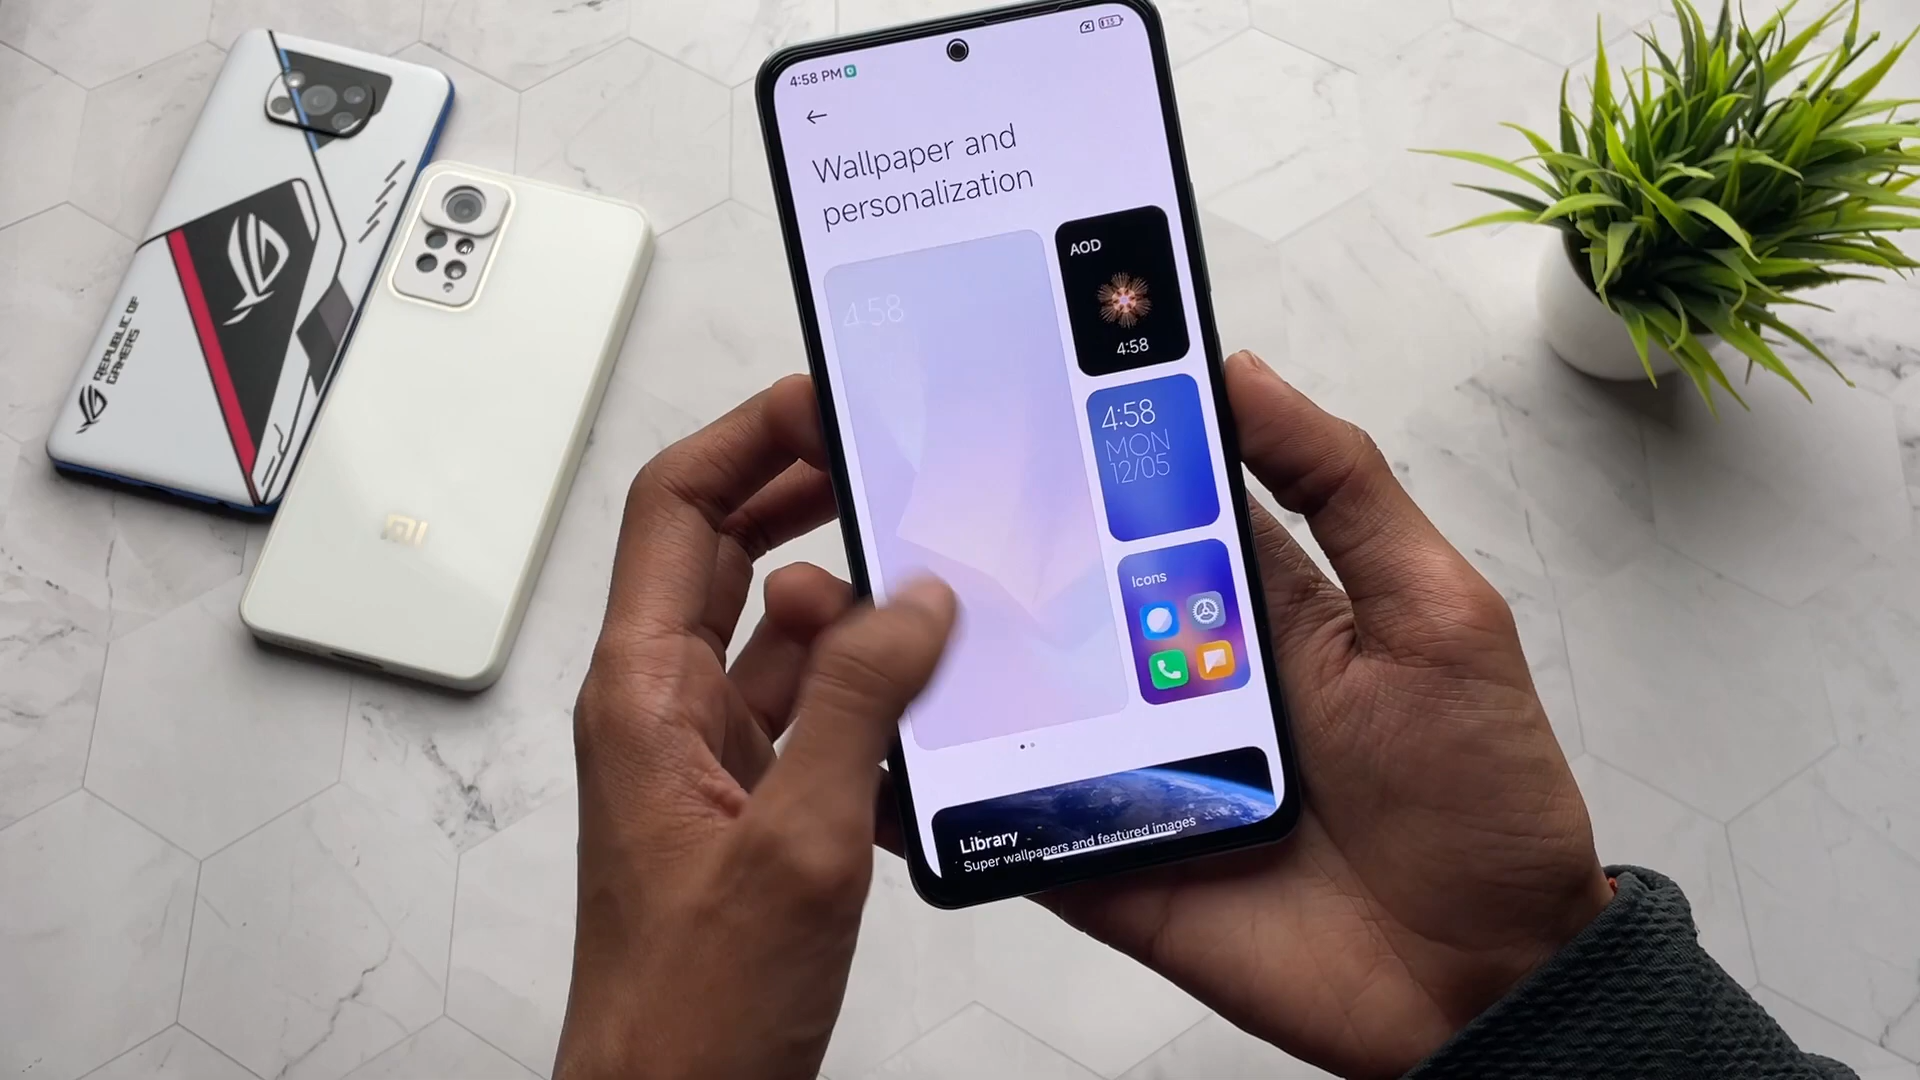 4:58 PM
15
Wallpaper and
personalization
4:58
AOD
4:58
4:58
MON
12/05
Icons
Library
Super wallpapers and featured images
REPUBLIC OF
GAMERS